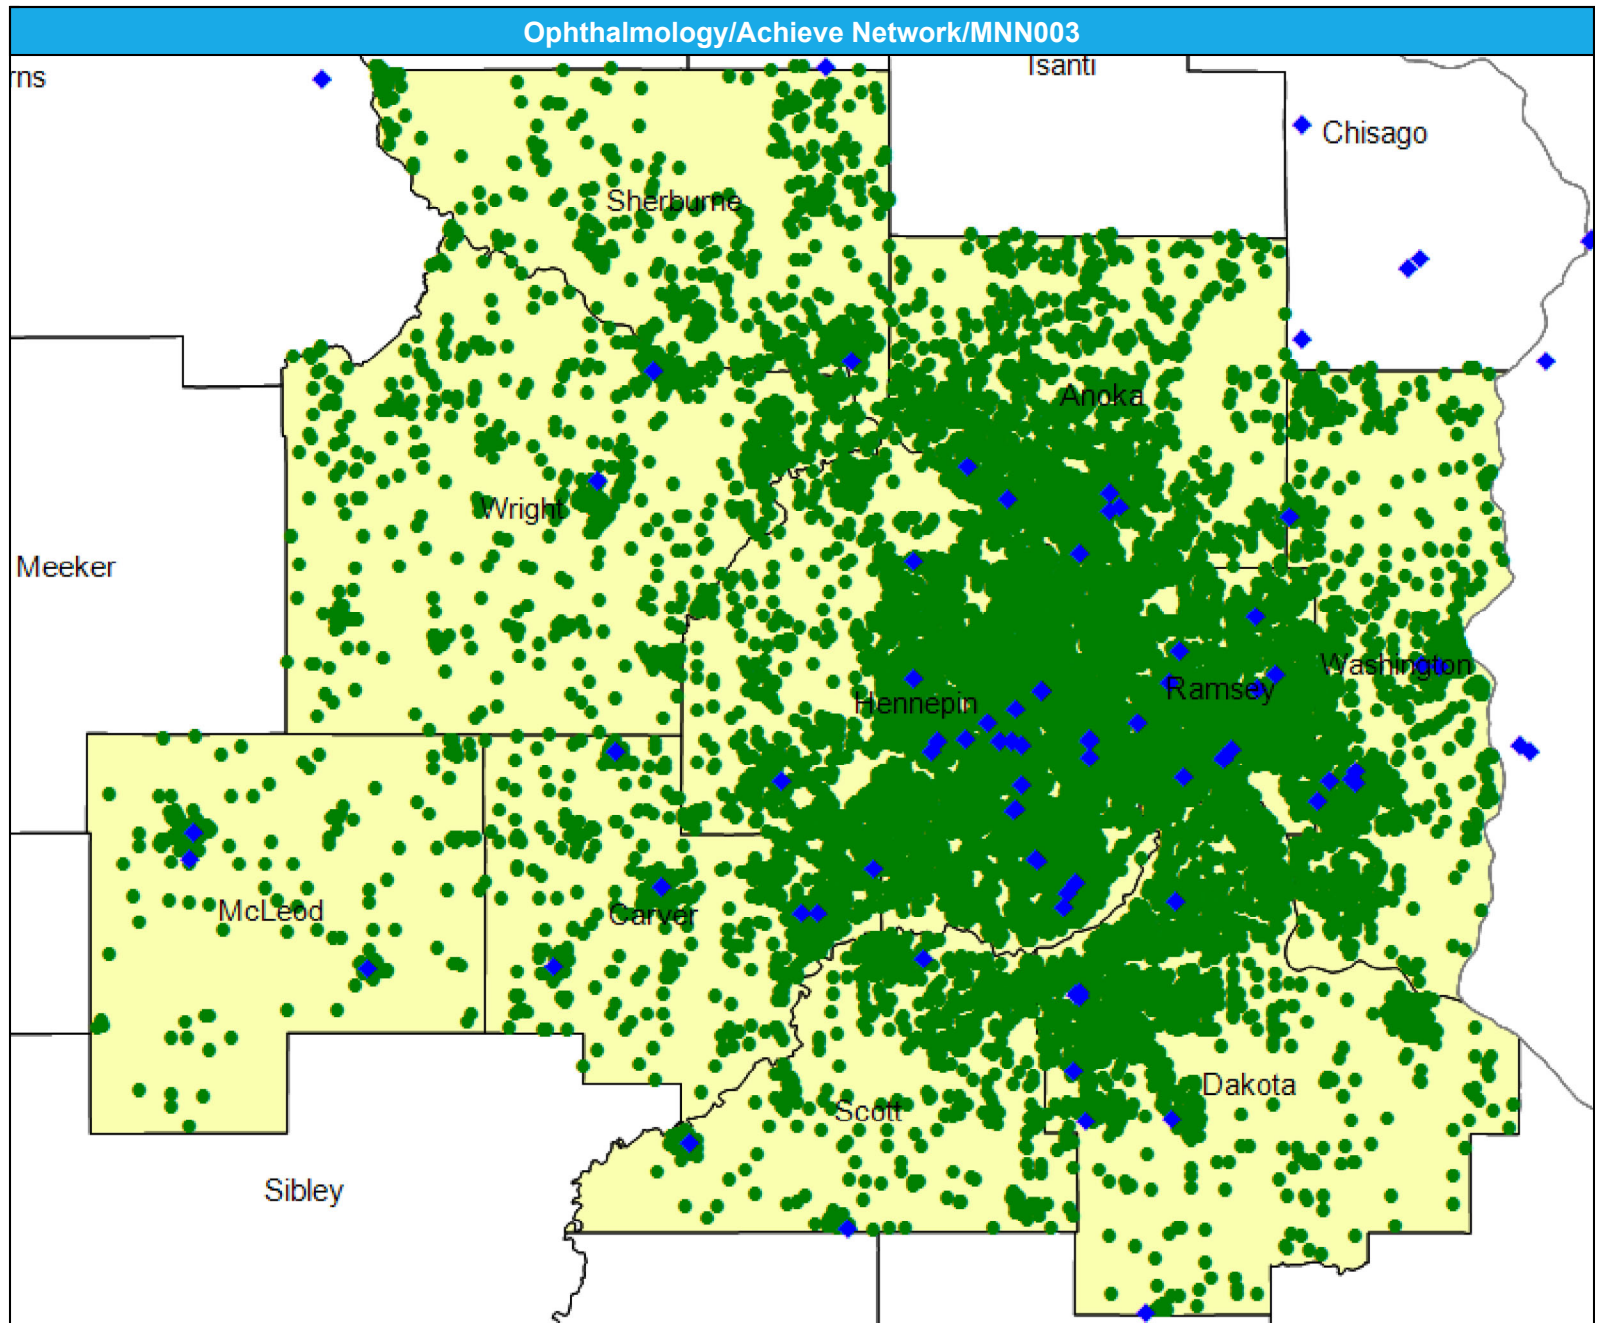 Ophthalmology/Achieve Network/MNN003
Isanti
rns
Chisago
Sherburne
Anoka
Wright
Meeker
Washington
Ramsey
Hennepin
McLeod
Carver
Dakota
Scott
Sibley